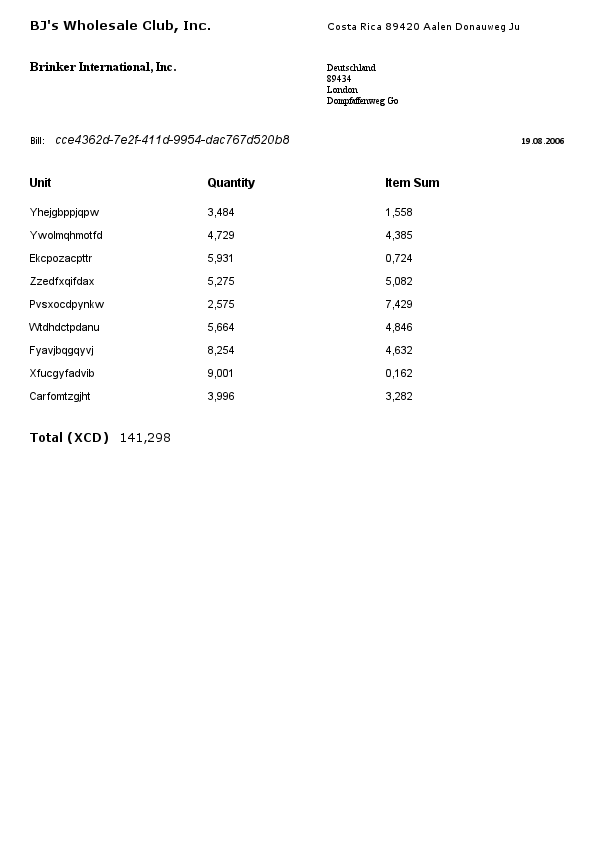 BJ's Wholesale Club, Inc. Costa Rica 89420 Aalen Donauweg Ju
Brinker International, Inc. Deutschland
89434
London
Dompfaffenweg Go
Bill: cce4362d-7e2f-411d-9954-dac767d520b8 19.08.2006
Unit Quantity Item Sum
Yhejgbppjqpw 3,484 1,558
Ywolmqhmotfd 4,729 4,385
Ekcpozacpttr 5,931 0,724
Zzedfxqifdax 5,275 5,082
Pvsxocdpynkw 2,575 7,429
Wtdhdctpdanu 5,664 4,846
Fyavjbqgqyvj 8,254 4,632
Xfucgyfadvib 9,001 0,162
Carfomtzgjht 3,996 3,282
Total (XCD) 141,298